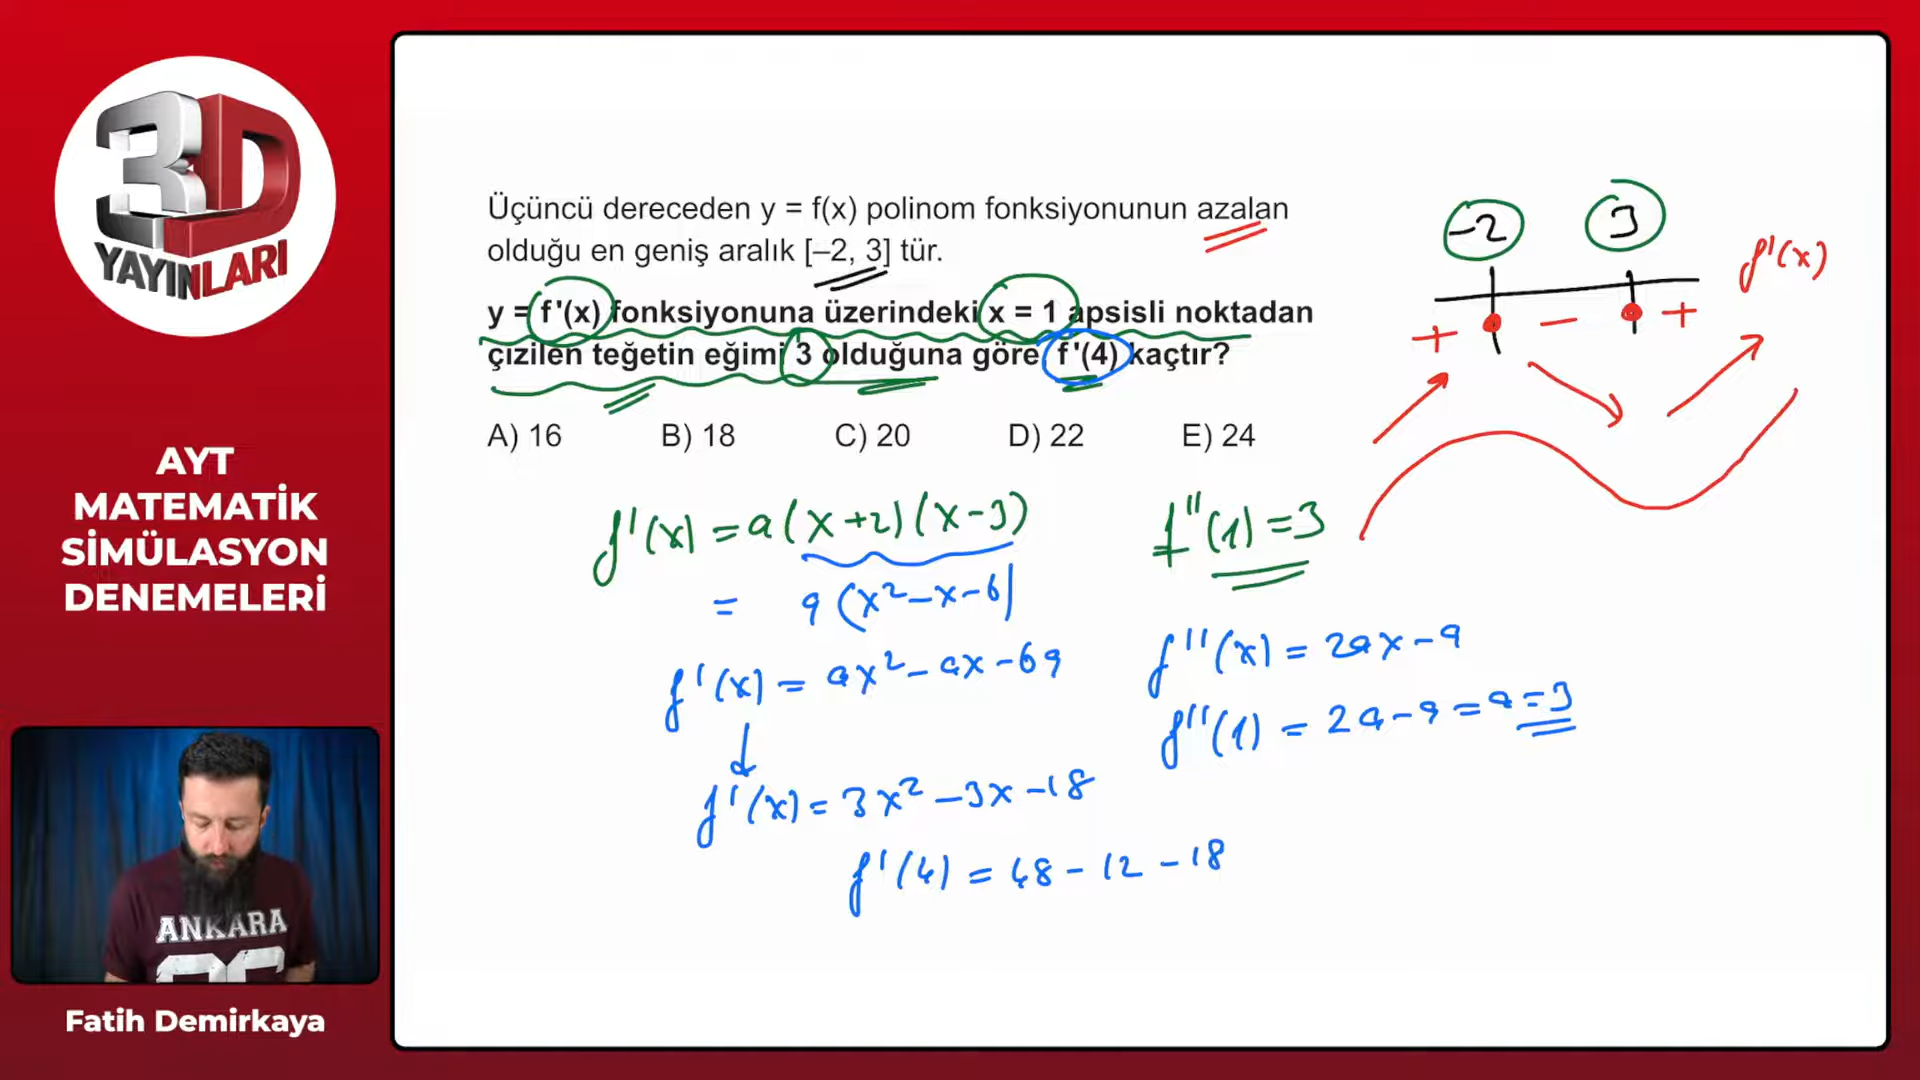 3D
YAYINLARI
AYT
MATEMATİK
SİMÜLASYON
DENEMELERİ
ANKARA
Fatih Demirkaya
Üçüncü dereceden y = f(x) polinom fonksiyonunun azalan
olduğu en geniş aralık [–2, 3] tür.
y = f'(x) fonksiyonuna üzerindeki x = 1 apsisli noktadan
çizilen teğetin eğimi 3 olduğuna göre f'(4) kaçtır?
A) 16 B) 18 C) 20 D) 22 E) 24
-2 3
f'(x)
+ - +
f'(x) = a(x+2)(x-3)
= a(x²-x-6)
f'(x) = ax²-ax-6a
f'(x) = 3x²-3x-18
f'(4) = 48-12-18
f''(1) = 3
f''(x) = 2ax-a
f''(1) = 2a-a = a = 3